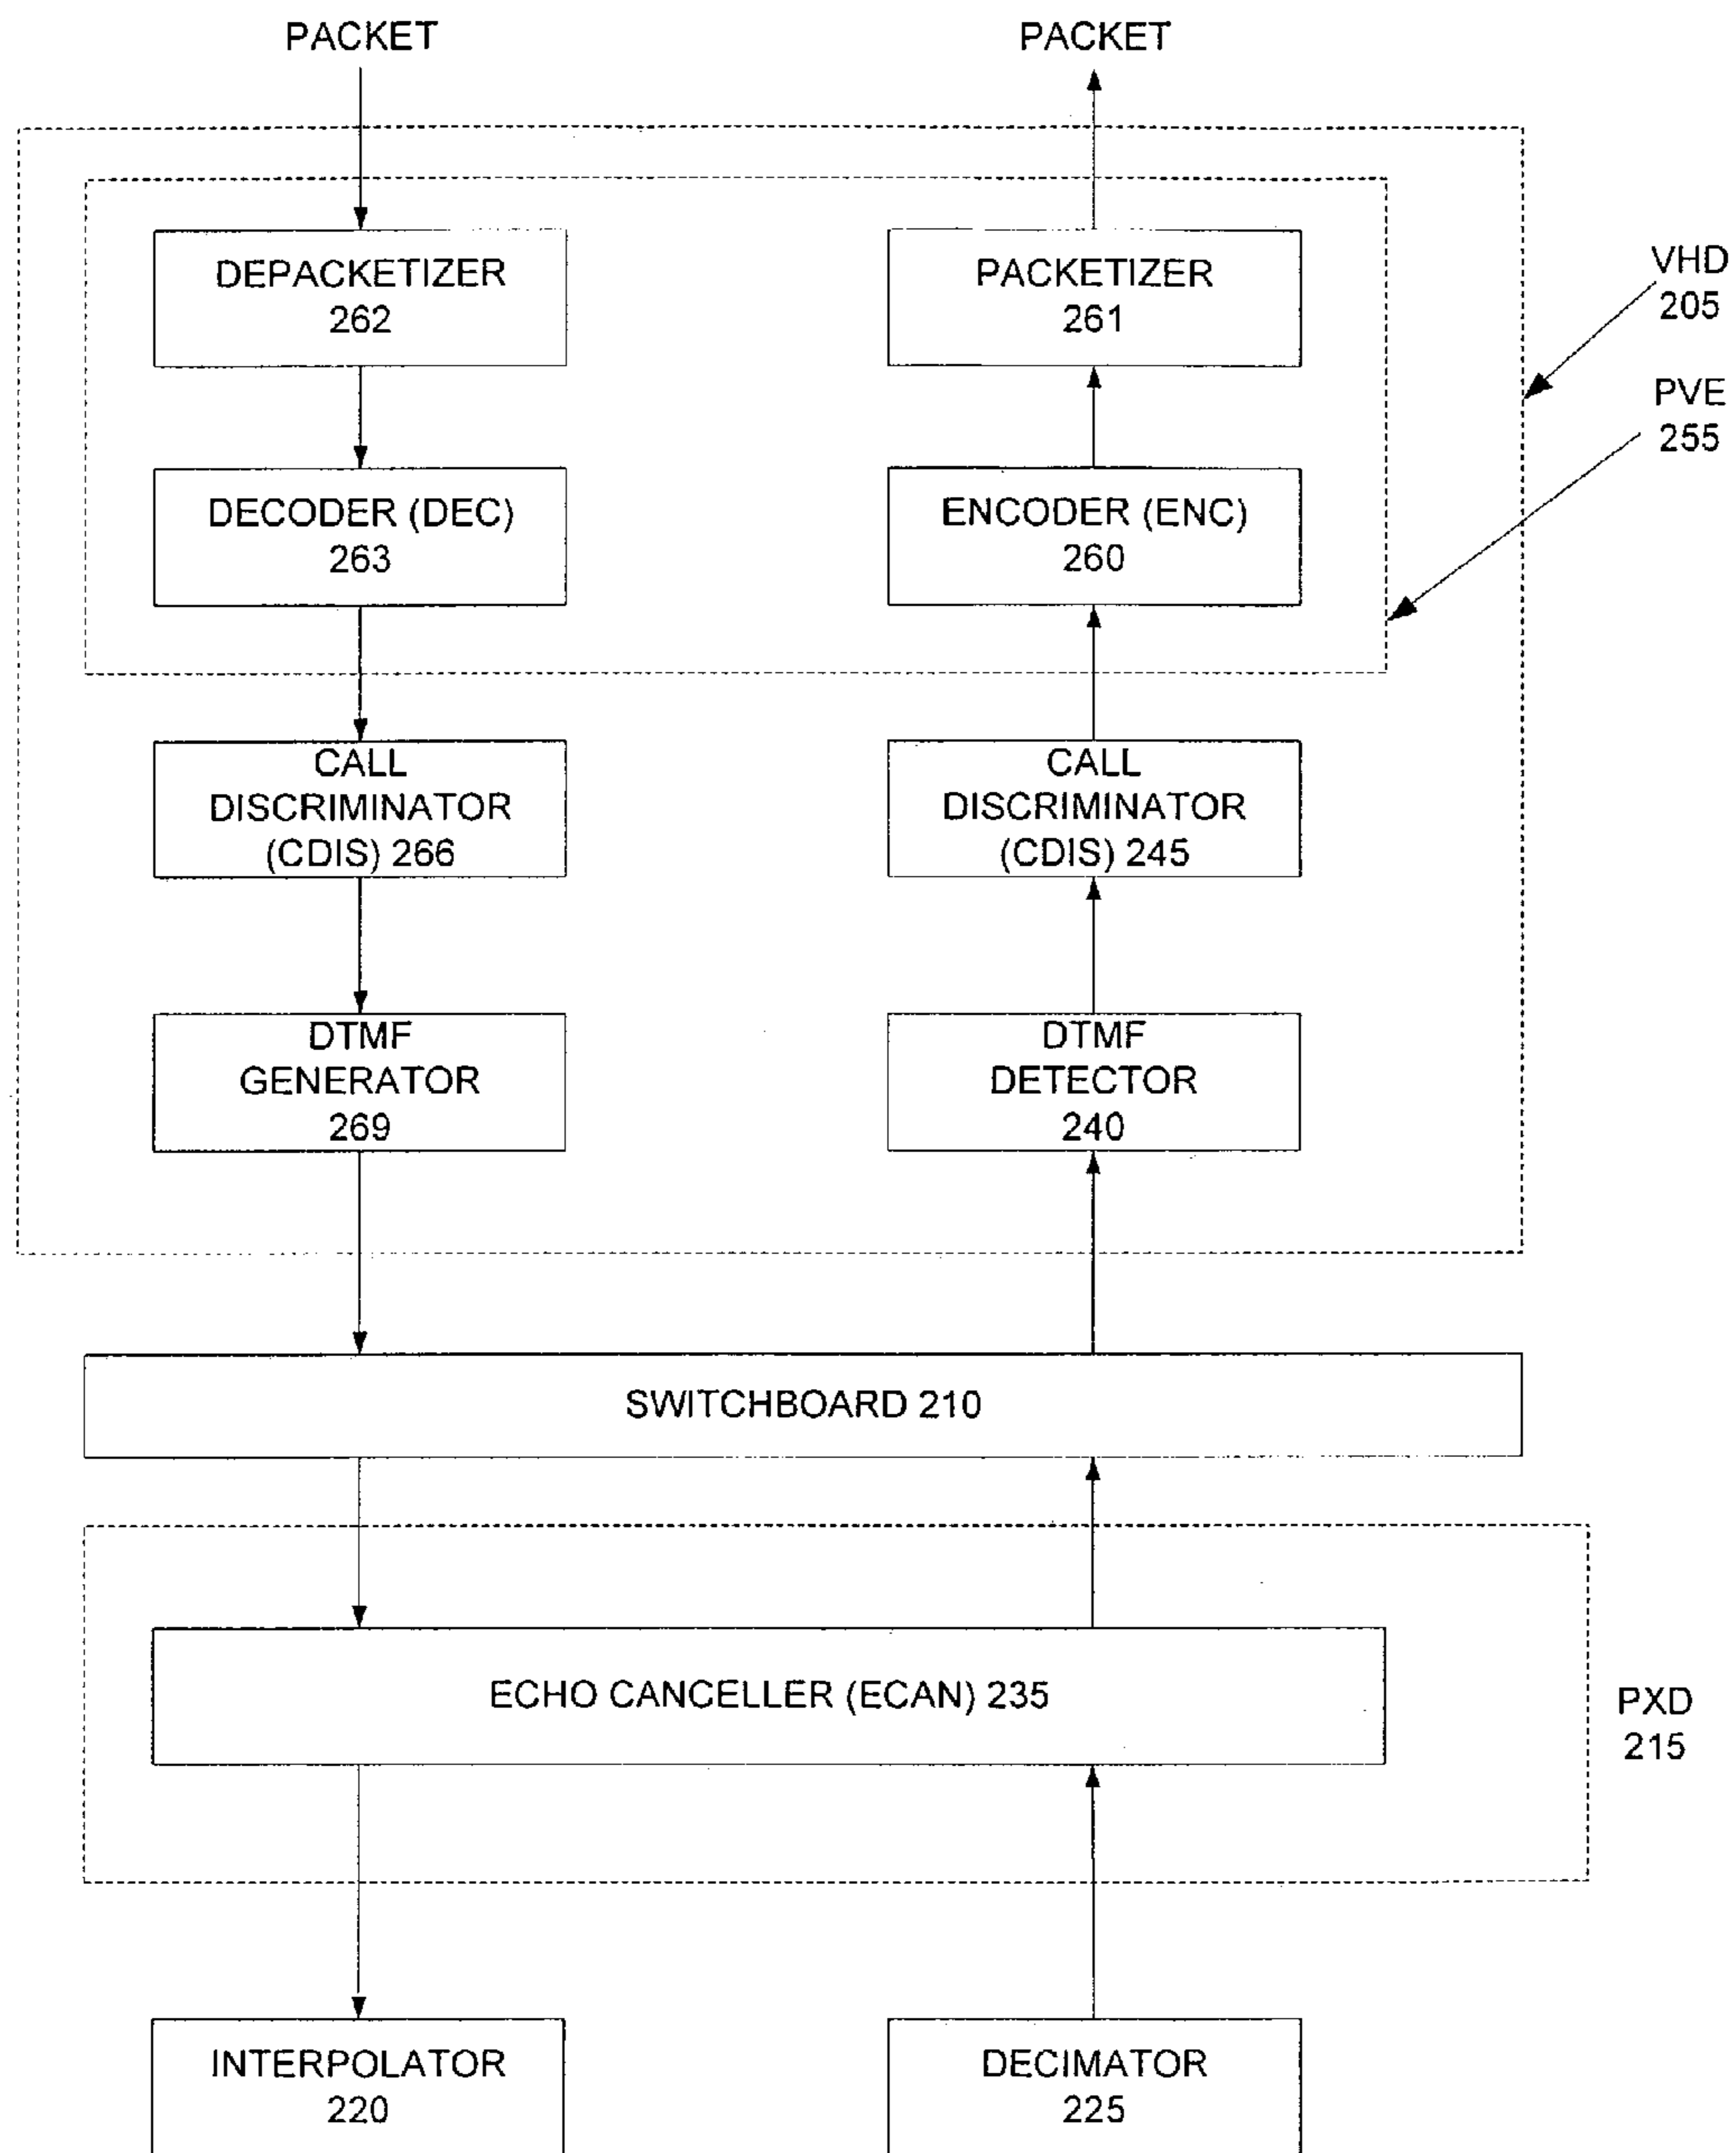 PACKET
PACKET
DEPACKETIZER
262
PACKETIZER
261
VHD
205
PVE
255
DECODER (DEC)
263
ENCODER (ENC)
260
CALL
DISCRIMINATOR
(CDIS) 266
CALL
DISCRIMINATOR
(CDIS) 245
DTMF
GENERATOR
269
DTMF
DETECTOR
240
SWITCHBOARD 210
ECHO CANCELLER (ECAN) 235
PXD
215
INTERPOLATOR
220
DECIMATOR
225